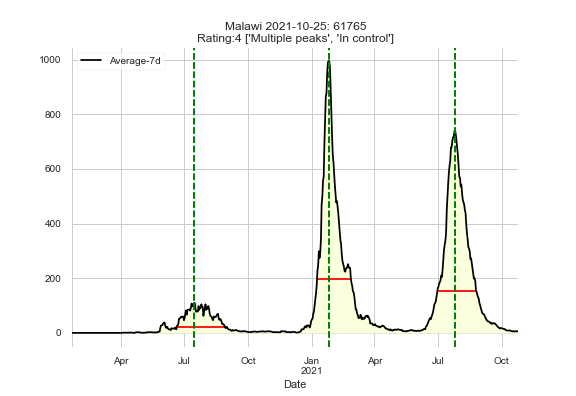 Malawi 2021-10-25: 61765
Rating:4 ['Multiple peaks', 'In control']
Average-7d
1000
800
600
400
200
0
Apr
Jul
Oct
Jan
2021
Apr
Jul
Oct
Date